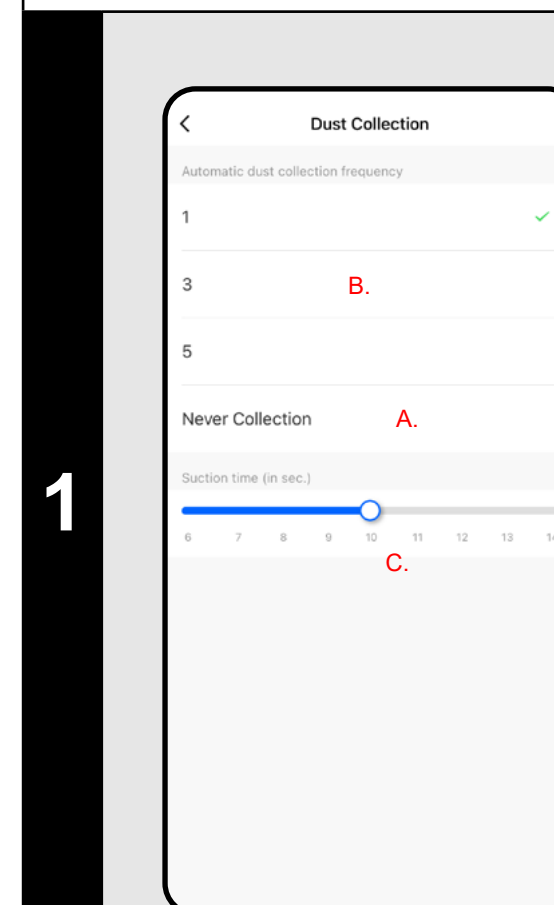 Dust Collection
Automatic dust collection frequency
1
3 B.
5
Never Collection A.
1
Suction time (in sec.)
6 7 8 9 10 11 12 13
C.